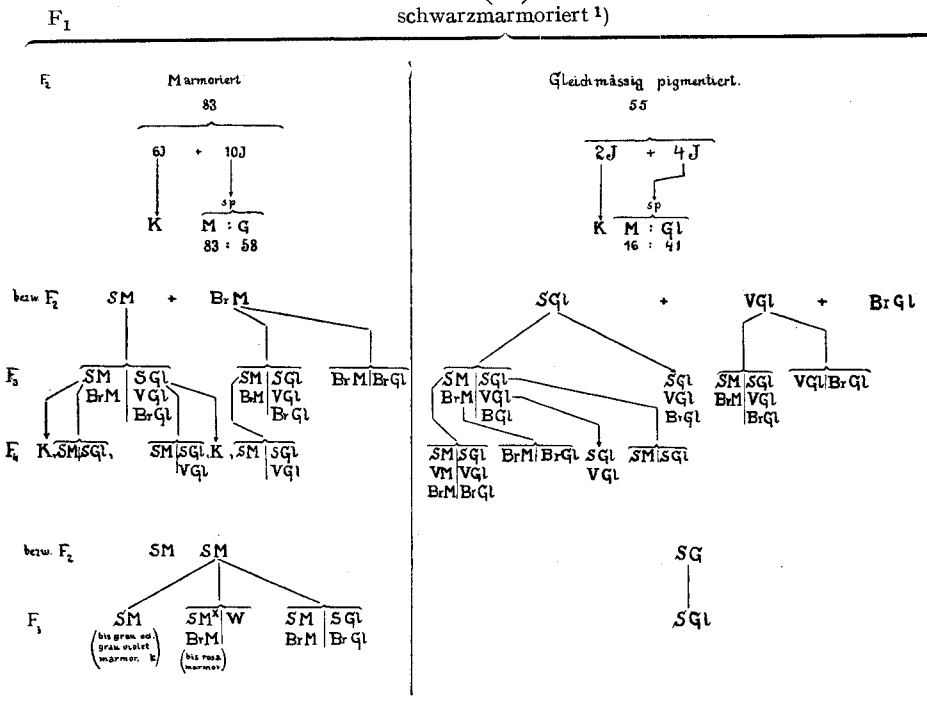 F1 schwarzmarmoriert 1)
F2 Marmoriert
83
6J + 10J
sp
K M : G
83 : 58
Gleichmässig pigmentiert.
55
2J + 4J
sp
K M : Gl
16 : 41
bezw. F2 SM + BrM
SGl + VGl + BrGl
F3 SM SGl SM SGl BrM BrGl
BrM VGl BrM VGl
BrGl BrGl
SM SGl SGl SM SGl VGl BrGl
BrM VGl VGl BrM VGl
BGl BrGl BrGl
F4 K, SM SGl, SM SGl, K, SM SGl
VGl VGl
SM SGl BrM BrGl SGl SM SGl
VM VGl VGl
BrM BrGl
bezw. F2 SM SM
SG
F3 SM SMx W SM SGl
BrM BrM BrGl
SGl
(bis grau od.
grau violet
marmor.
(bis rosa
marmor)